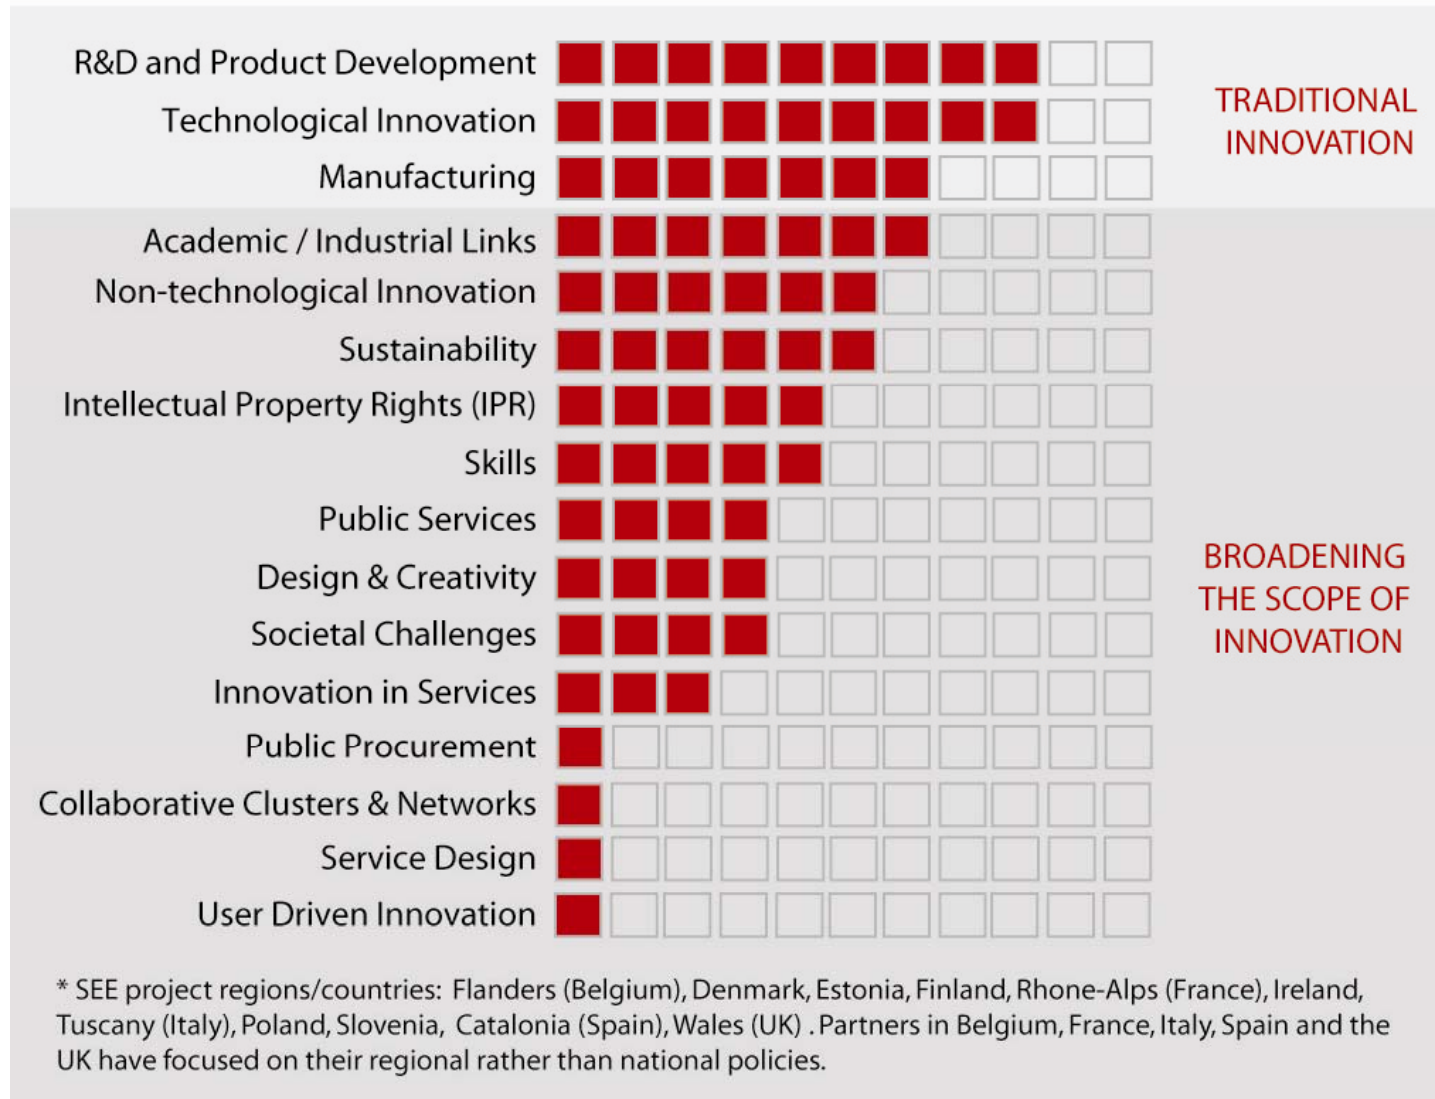 R&D and Product Development
Technological Innovation
Manufacturing
TRADITIONAL
INNOVATION
Academic / Industrial Links
Non-technological Innovation
Sustainability
Intellectual Property Rights (IPR)
Skills
Public Services
Design & Creativity
Societal Challenges
Innovation in Services
Public Procurement
Collaborative Clusters & Networks
Service Design
User Driven Innovation
BROADENING
THE SCOPE OF
INNOVATION
* SEE project regions/countries: Flanders (Belgium), Denmark, Estonia, Finland, Rhone-Alps (France), Ireland,
Tuscany (Italy), Poland, Slovenia, Catalonia (Spain), Wales (UK) . Partners in Belgium, France, Italy, Spain and the
UK have focused on their regional rather than national policies.